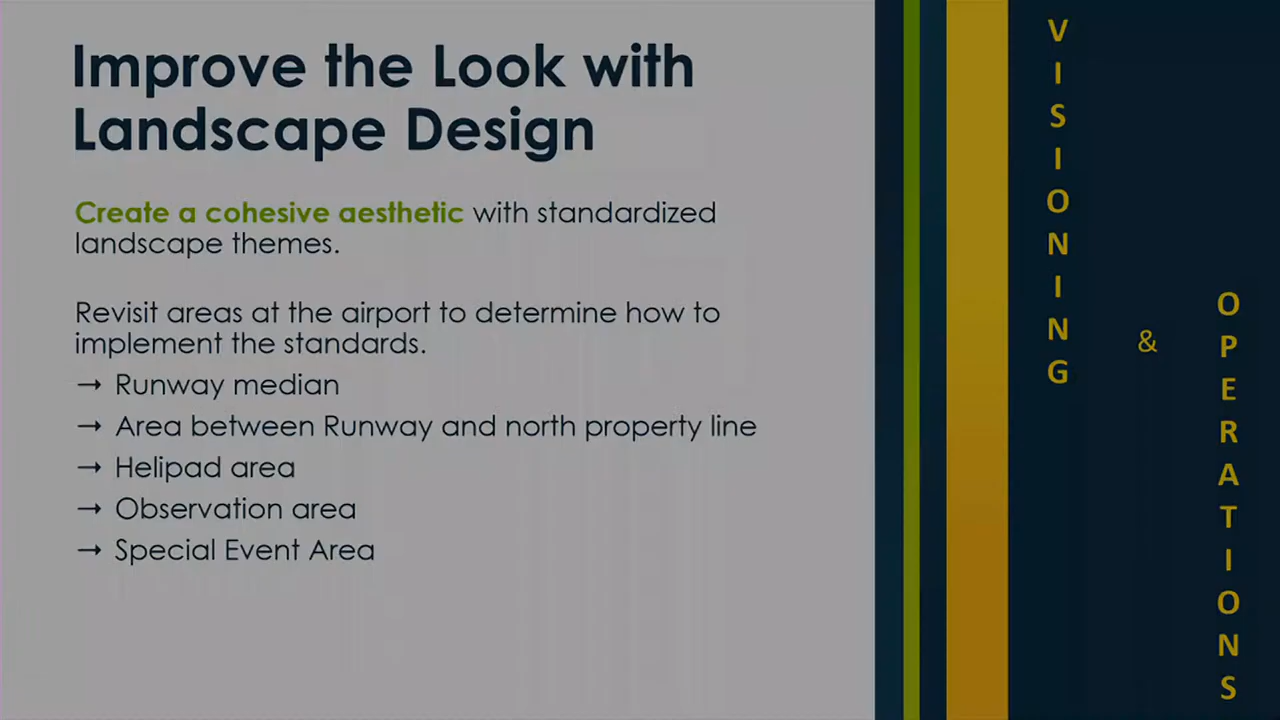 Improve the Look with
Landscape Design
Create a cohesive aesthetic with standardized
landscape themes.
Revisit areas at the airport to determine how to
implement the standards.
→ Runway median
→ Area between Runway and north property line
→ Helipad area
→ Observation area
→ Special Event Area
VISIONING
&
OPERATIONS